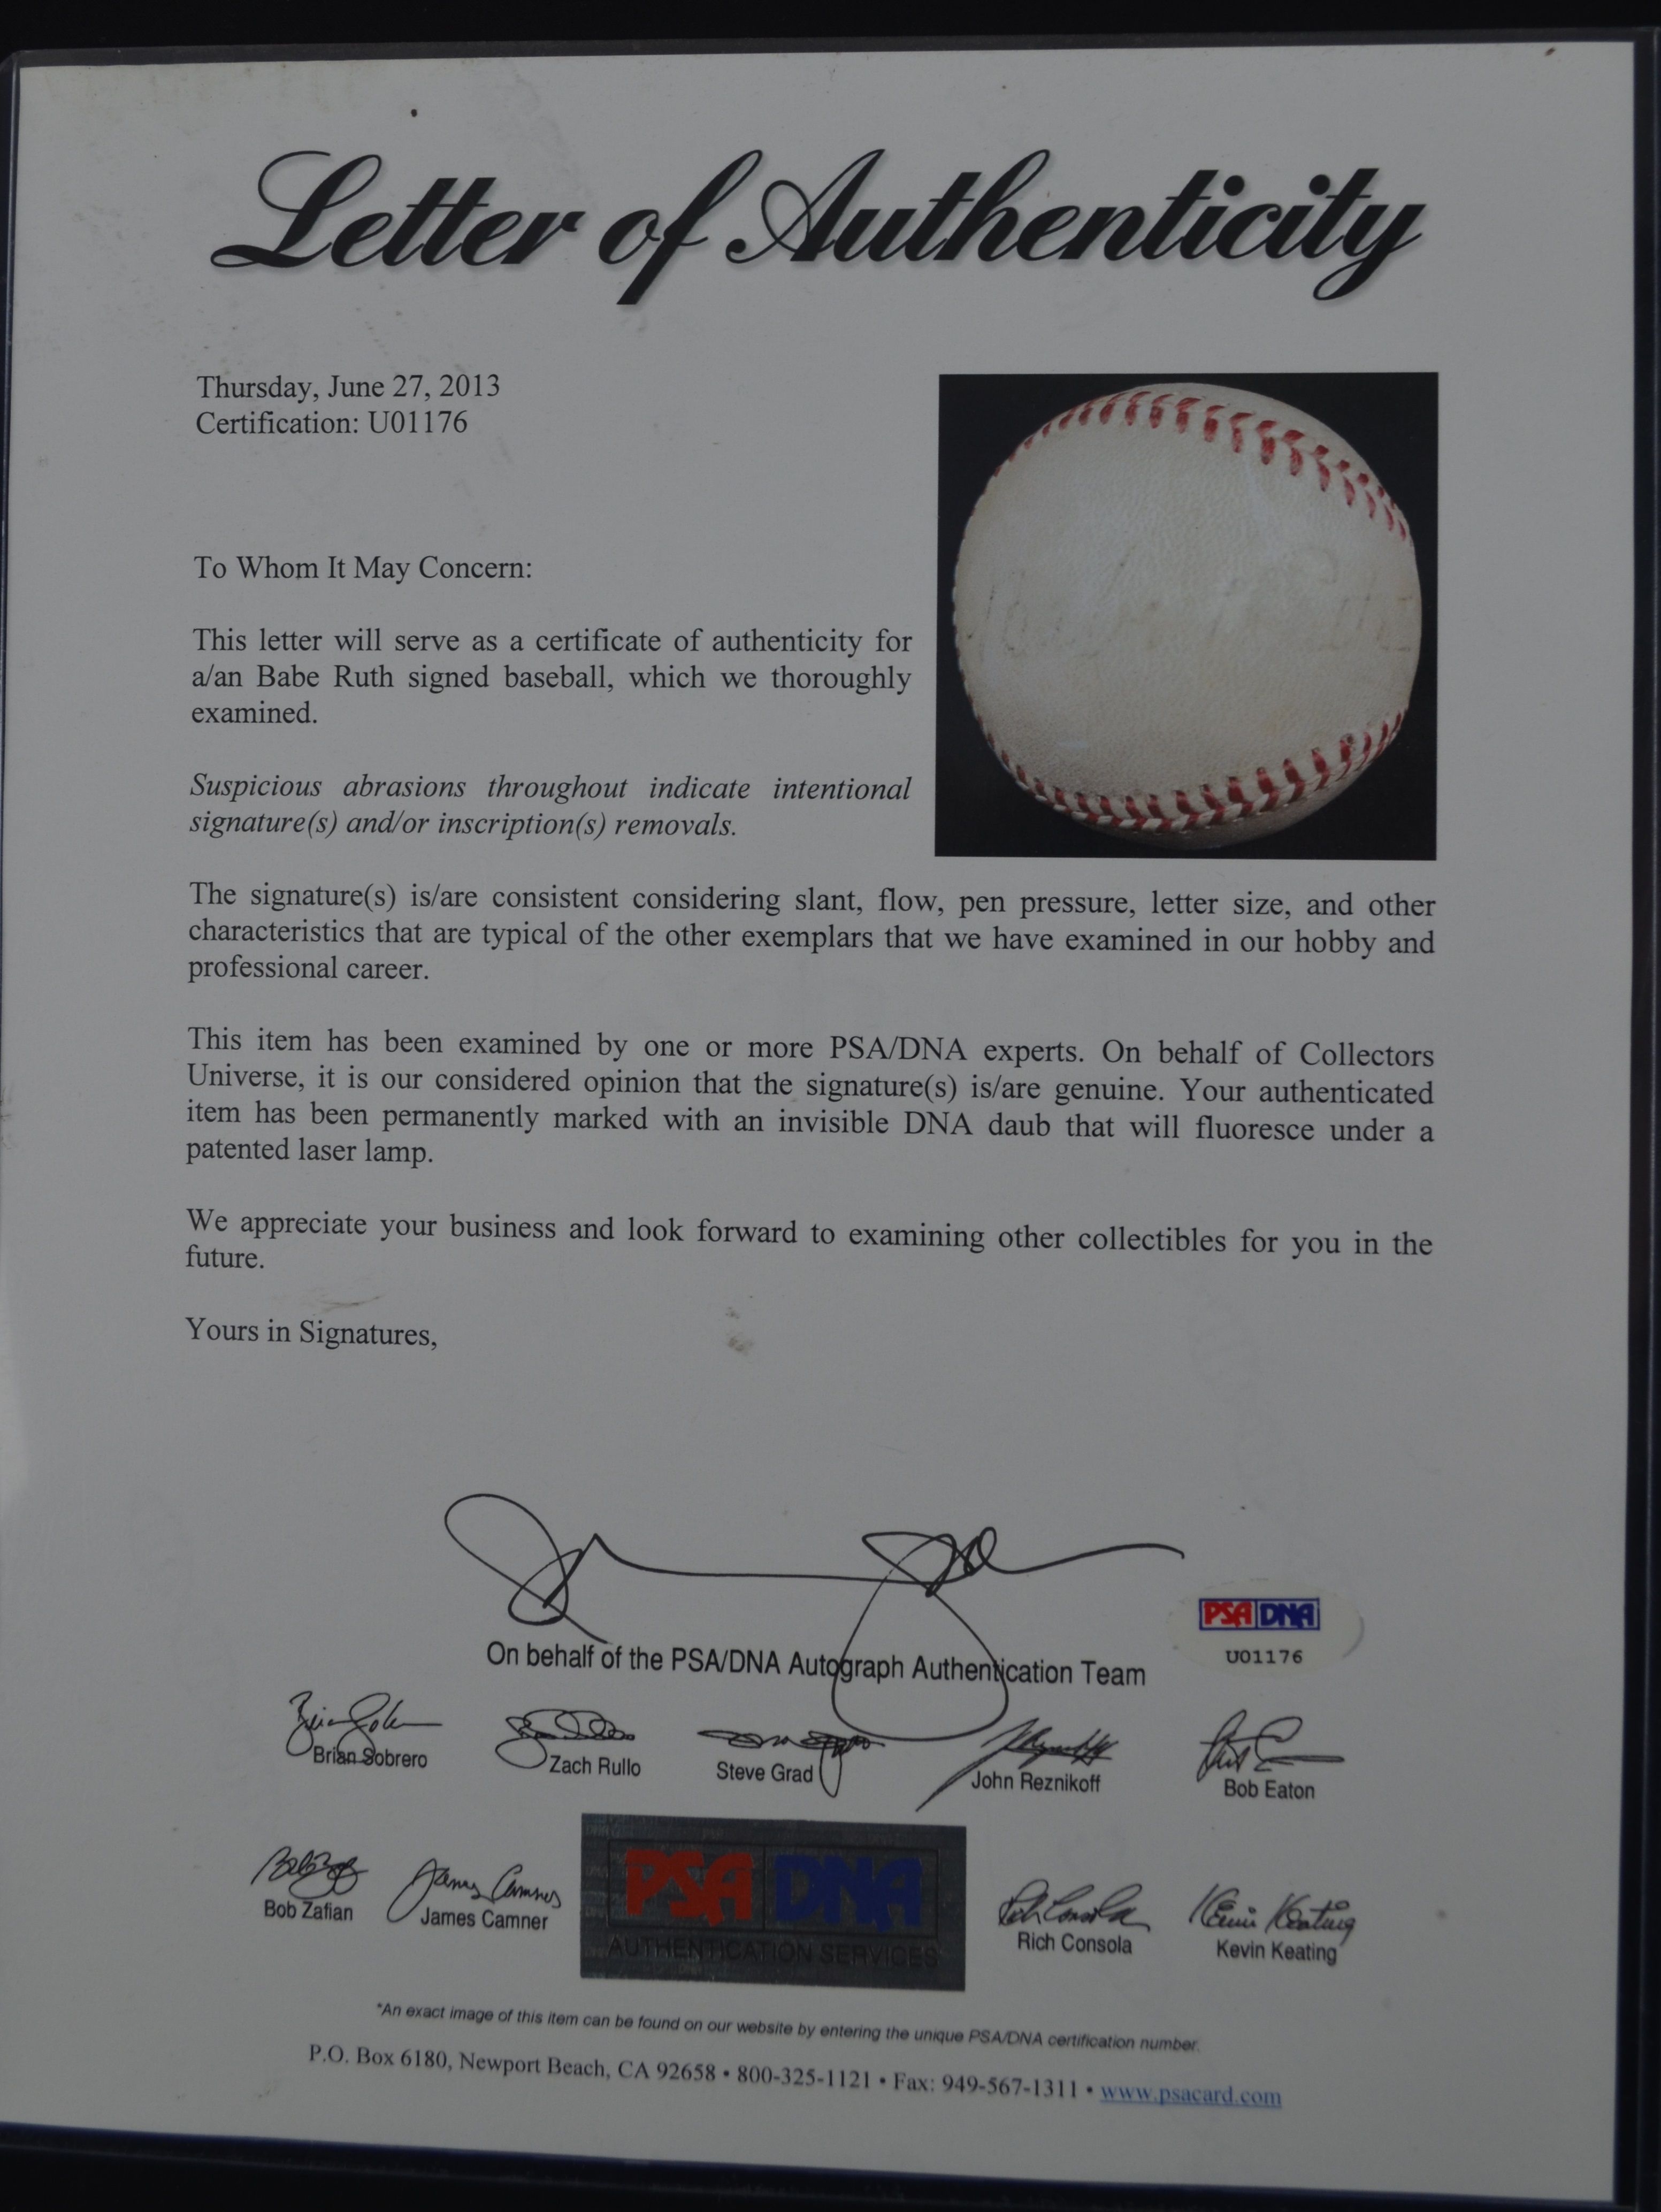 Letter of Authenticity
Thursday, June 27, 2013
Certification: U01176
To Whom It May Concern:
This letter will serve as a certificate of authenticity for
a/an Babe Ruth signed baseball, which we thoroughly
examined.
Suspicious abrasions throughout indicate intentional
signature(s) and/or inscription(s) removals.
The signature(s) is/are consistent considering slant, flow, pen pressure, letter size, and other
characteristics that are typical of the other exemplars that we have examined in our hobby and
professional career.
This item has been examined by one or more PSA/DNA experts. On behalf of Collectors
Universe, it is our considered opinion that the signature(s) is/are genuine. Your authenticated
item has been permanently marked with an invisible DNA daub that will fluoresce under a
patented laser lamp.
We appreciate your business and look forward to examining other collectibles for you in the
future.
Yours in Signatures,
PSA DNA
U01176
On behalf of the PSA/DNA Autograph Authentication Team
Brian Sobrero
Zach Rullo
Steve Grad
John Reznikoff
Bob Eaton
Bob Zafian
James Camner
PSA DNA
AUTHENTICATION SERVICES
Rich Consola
Kevin Keating
*An exact image of this item can be found on our website by entering the unique PSA/DNA certification number.
P.O. Box 6180, Newport Beach, CA 92658 • 800-325-1121 • Fax: 949-567-1311 • www.psacard.com